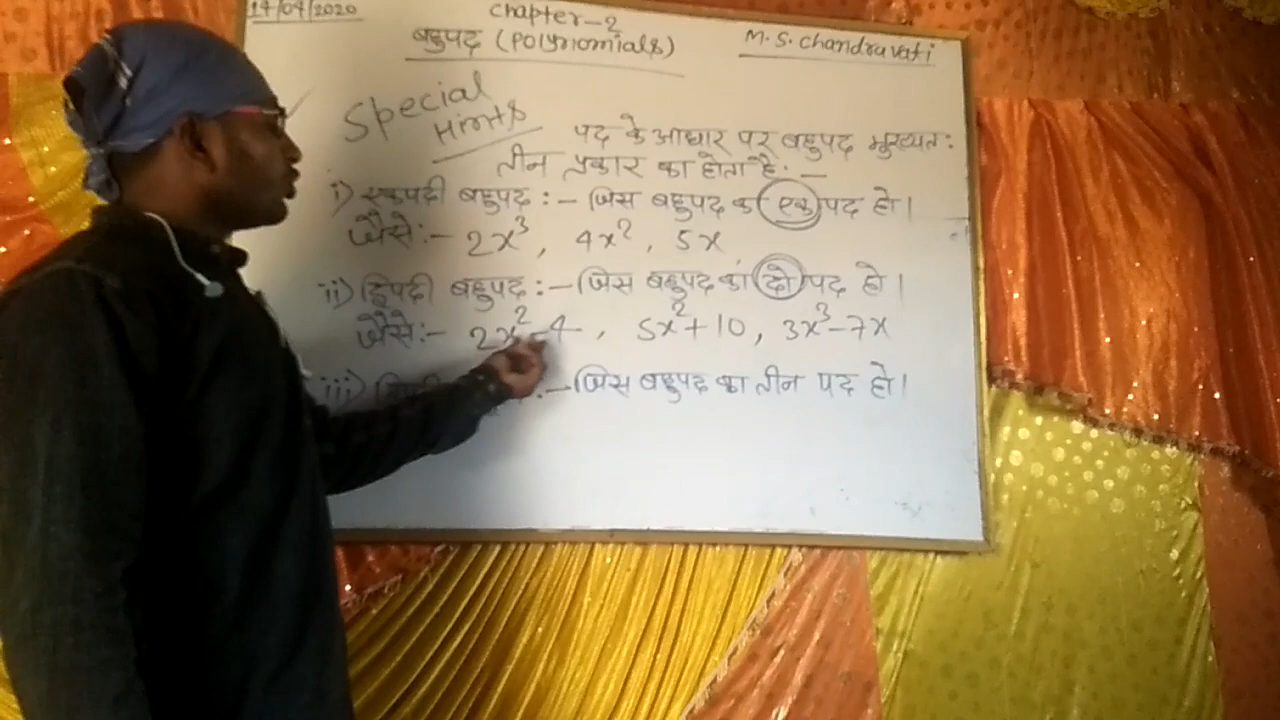 14/04/2020
Chapter-2
बहुपद (Polynomials)
M.S. Chandravati
Special
Hints
पद के आधार पर बहुपद मुख्यत:
तीन प्रकार का होता है:-
i) एकपदी बहुपद :- जिस बहुपद का एक पद हो।
जैसे:- 2x³, 4x², 5x
ii) द्विपदी बहुपद :- जिस बहुपद का दो पद हो।
जैसे:- 2x²-4, 5x²+10, 3x³-7x
iii) :- जिस बहुपद का तीन पद हो।